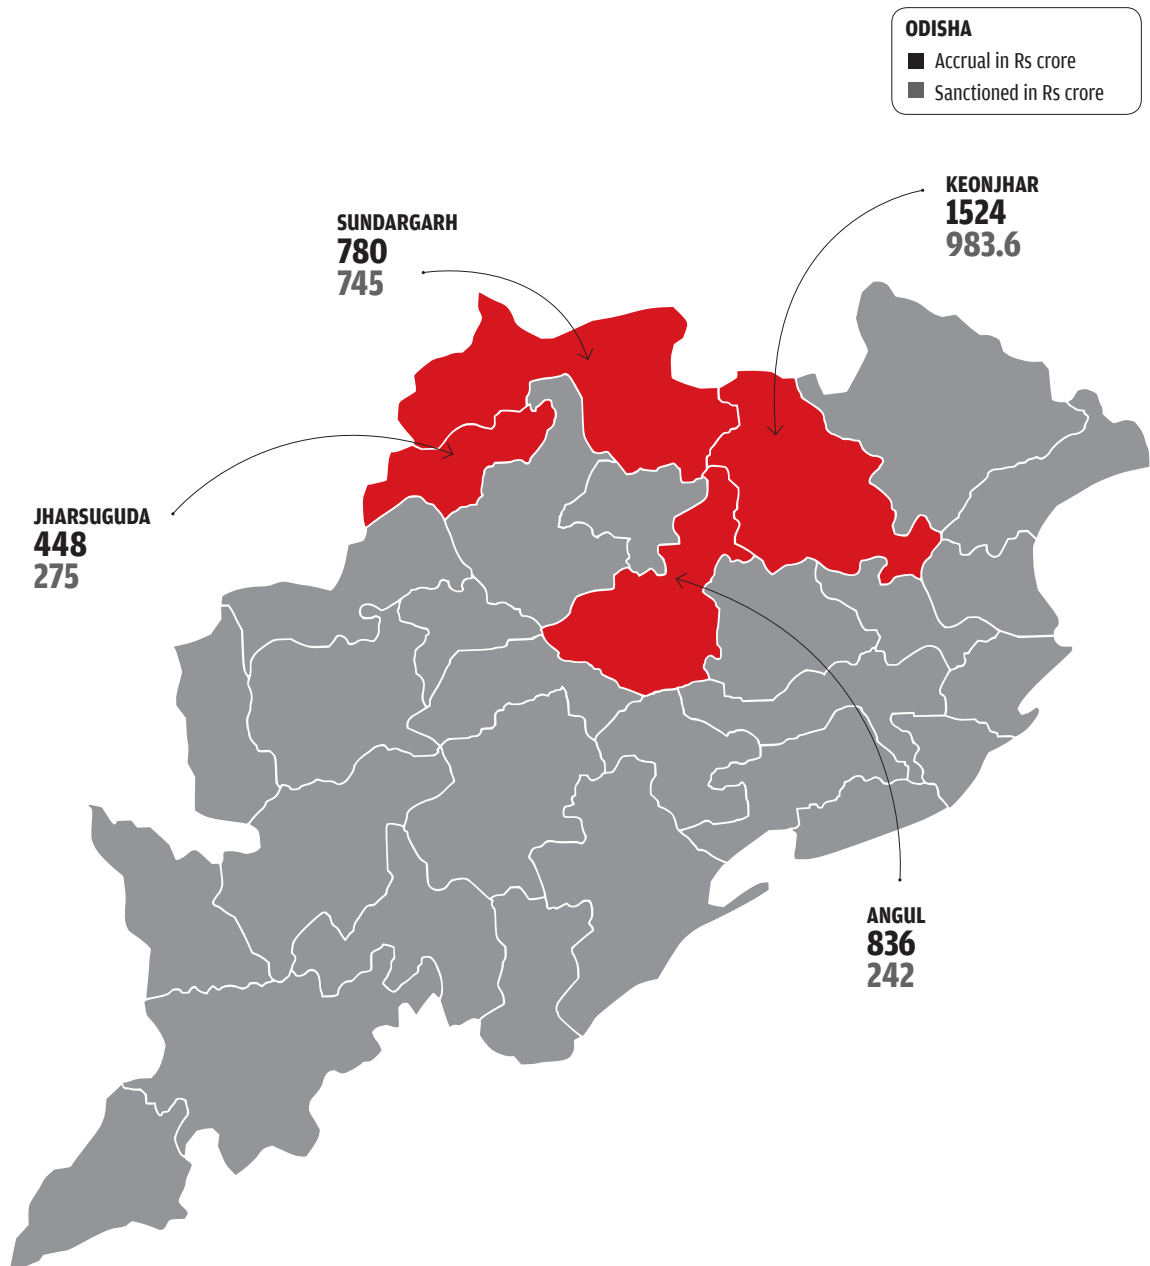 ODISHA
Accrual in Rs crore
Sanctioned in Rs crore
KEONJHAR
1524
983.6
SUNDARGARH
780
745
JHARSUGUDA
448
275
ANGUL
836
242